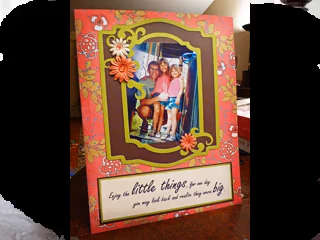 Enjoy the little things, for one day
you may look back and realize they were big.